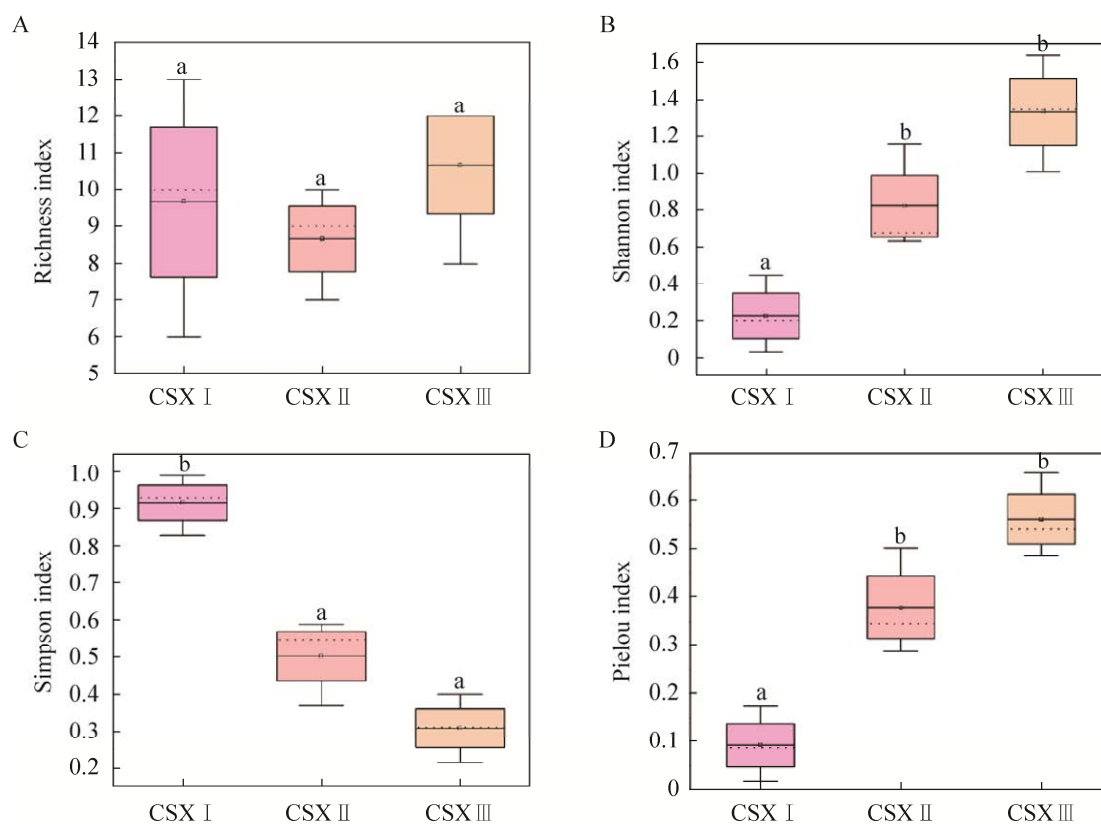 A
Richness index
14
13
12
11
10
9
8
7
6
5
a
a
a
CSX Ⅰ
CSX Ⅱ
CSX Ⅲ
B
Shannon index
1.6
1.4
1.2
1.0
0.8
0.6
0.4
0.2
0
a
b
b
CSX Ⅰ
CSX Ⅱ
CSX Ⅲ
C
Simpson index
1.0
0.9
0.8
0.7
0.6
0.5
0.4
0.3
0.2
b
a
a
CSX Ⅰ
CSX Ⅱ
CSX Ⅲ
D
Pielou index
0.7
0.6
0.5
0.4
0.3
0.2
0.1
0
a
b
b
CSX Ⅰ
CSX Ⅱ
CSX Ⅲ